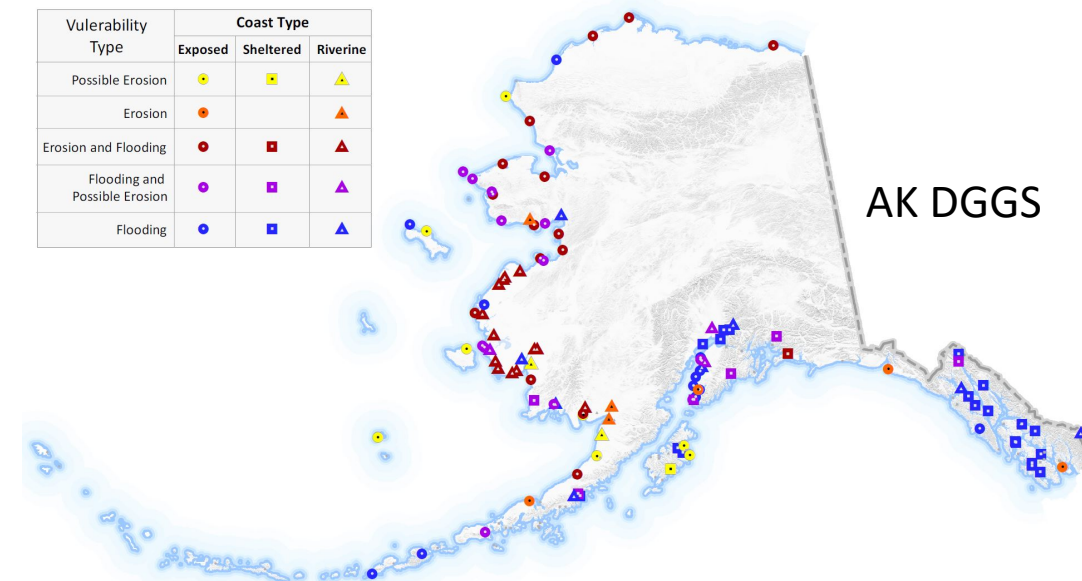 Vulerability Type
Coast Type
Exposed Sheltered Riverine
Possible Erosion
Erosion
Erosion and Flooding
Flooding and
Possible Erosion
Flooding
AK DGGS